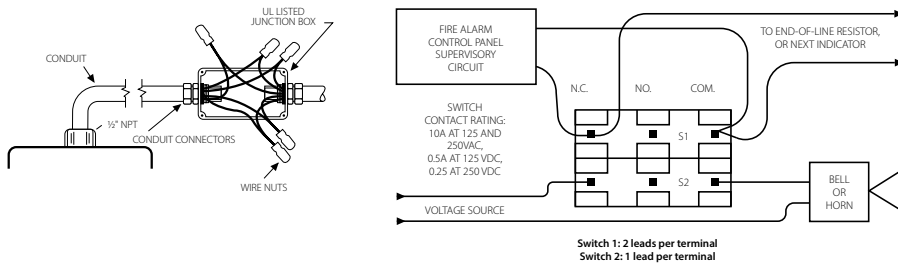 UL LISTED
JUNCTION BOX
CONDUIT
½" NPT
CONDUIT CONNECTORS
WIRE NUTS
FIRE ALARM
CONTROL PANEL
SUPERVISORY
CIRCUIT
TO END-OF-LINE RESISTOR,
OR NEXT INDICATOR
N.C.
NO.
COM.
SWITCH
CONTACT RATING:
10A AT 125 AND
250VAC,
0.5A AT 125 VDC,
0.25 AT 250 VDC
S1
S2
VOLTAGE SOURCE
BELL
OR
HORN
Switch 1: 2 leads per terminal
Switch 2: 1 lead per terminal